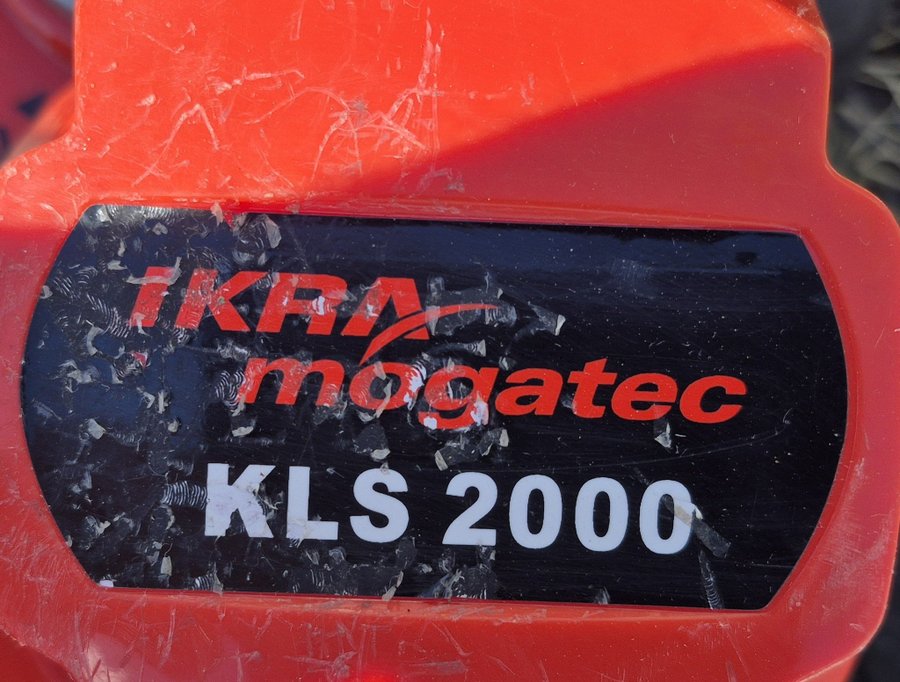 IKRA
mogatec
KLS 2000